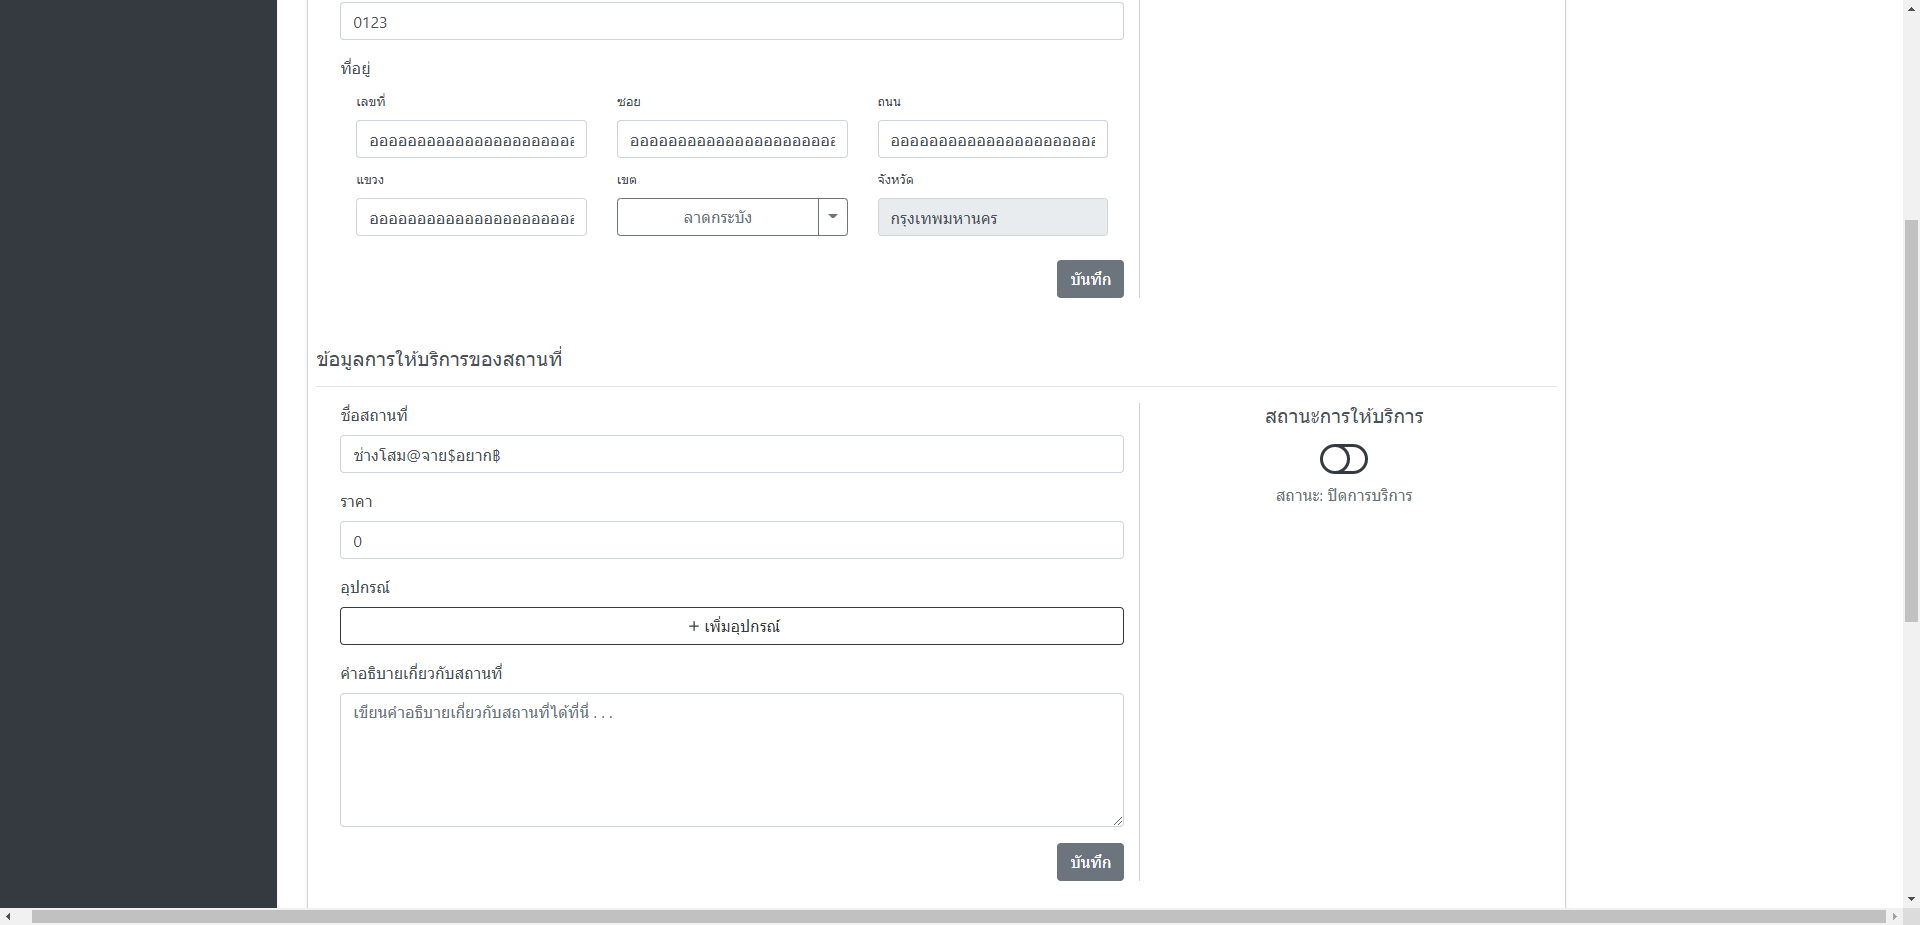 0123
ที่อยู่
เลขที่ ซอย ถนน
ออออออออออออออออออออออ ออออออออออออออออออออออ ออออออออออออออออออออออ
แขวง เขต จังหวัด
ออออออออออออออออออออออ ลาดกระบัง กรุงเทพมหานคร
บันทึก
ข้อมูลการให้บริการของสถานที่
ชื่อสถานที่
ช่างโสม@จาย$อยาก฿
ราคา
0
อุปกรณ์
+ เพิ่มอุปกรณ์
คำอธิบายเกี่ยวกับสถานที่
เขียนคำอธิบายเกี่ยวกับสถานที่ได้ที่นี่ . . .
บันทึก
สถานะการให้บริการ
สถานะ: ปิดการบริการ